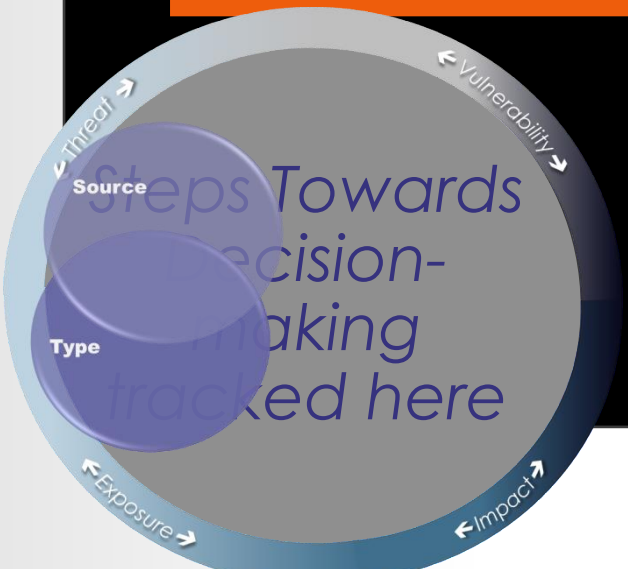 Threat
Vulnerability
Source
Steps Towards
Decision-
making
Type
tracked here
Exposure
Impact